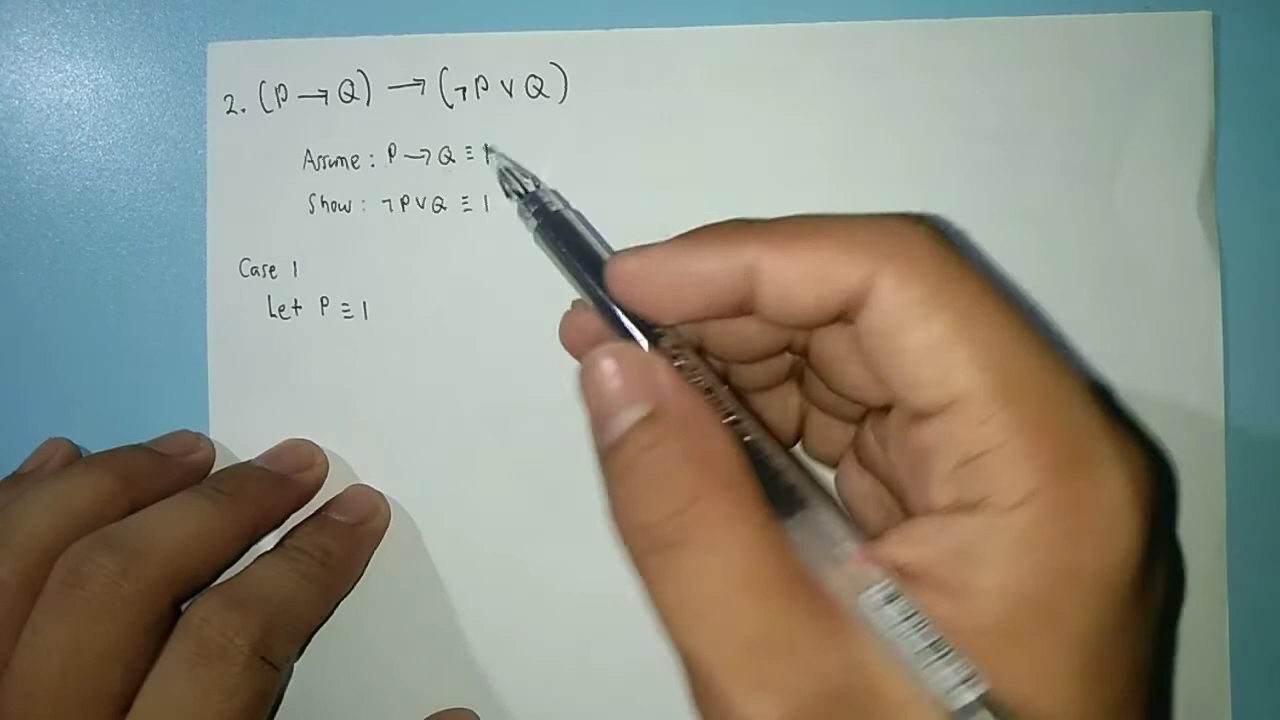 2. (P → Q) → (¬P ∨ Q)
Assume: P → Q ≡ 1
Show: ¬P ∨ Q ≡ 1
Case 1
Let P ≡ 1